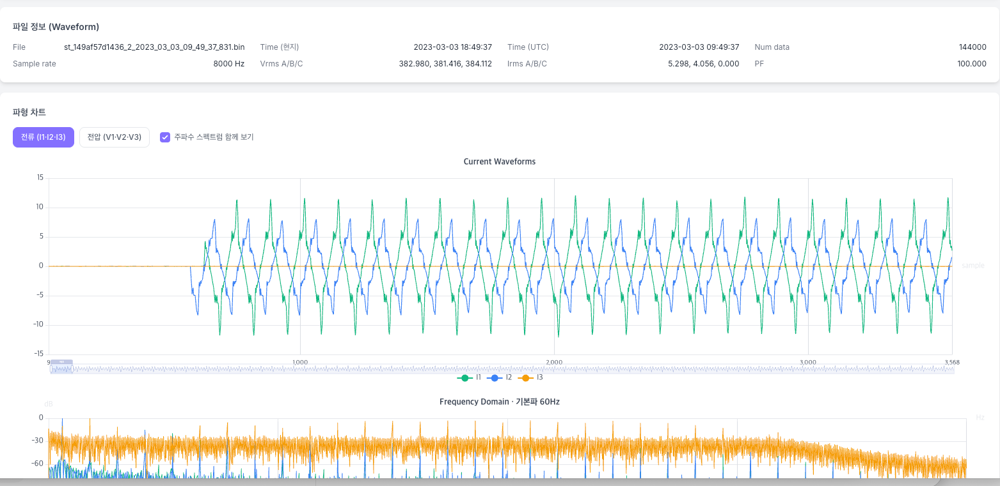 파일 정보 (Waveform)
File st_149af57d1436_2_2023_03_03_09_49_37_831.bin Time (현지) 2023-03-03 18:49:37 Time (UTC) 2023-03-03 09:49:37 Num data 144000
Sample rate 8000 Hz Vrms A/B/C 382.980, 381.416, 384.112 Irms A/B/C 5.298, 4.056, 0.000 PF 100.000
파형 차트
전류 (I1·I2·I3) 전압 (V1·V2·V3) 주파수 스펙트럼 함께 보기
Current Waveforms
15
10
5
0
sample
-5
-10
-15
9 1,000 2,000 3,000 3,568
I1 I2 I3
Frequency Domain · 기본파 60Hz
dB
0 Hz
-30
-60